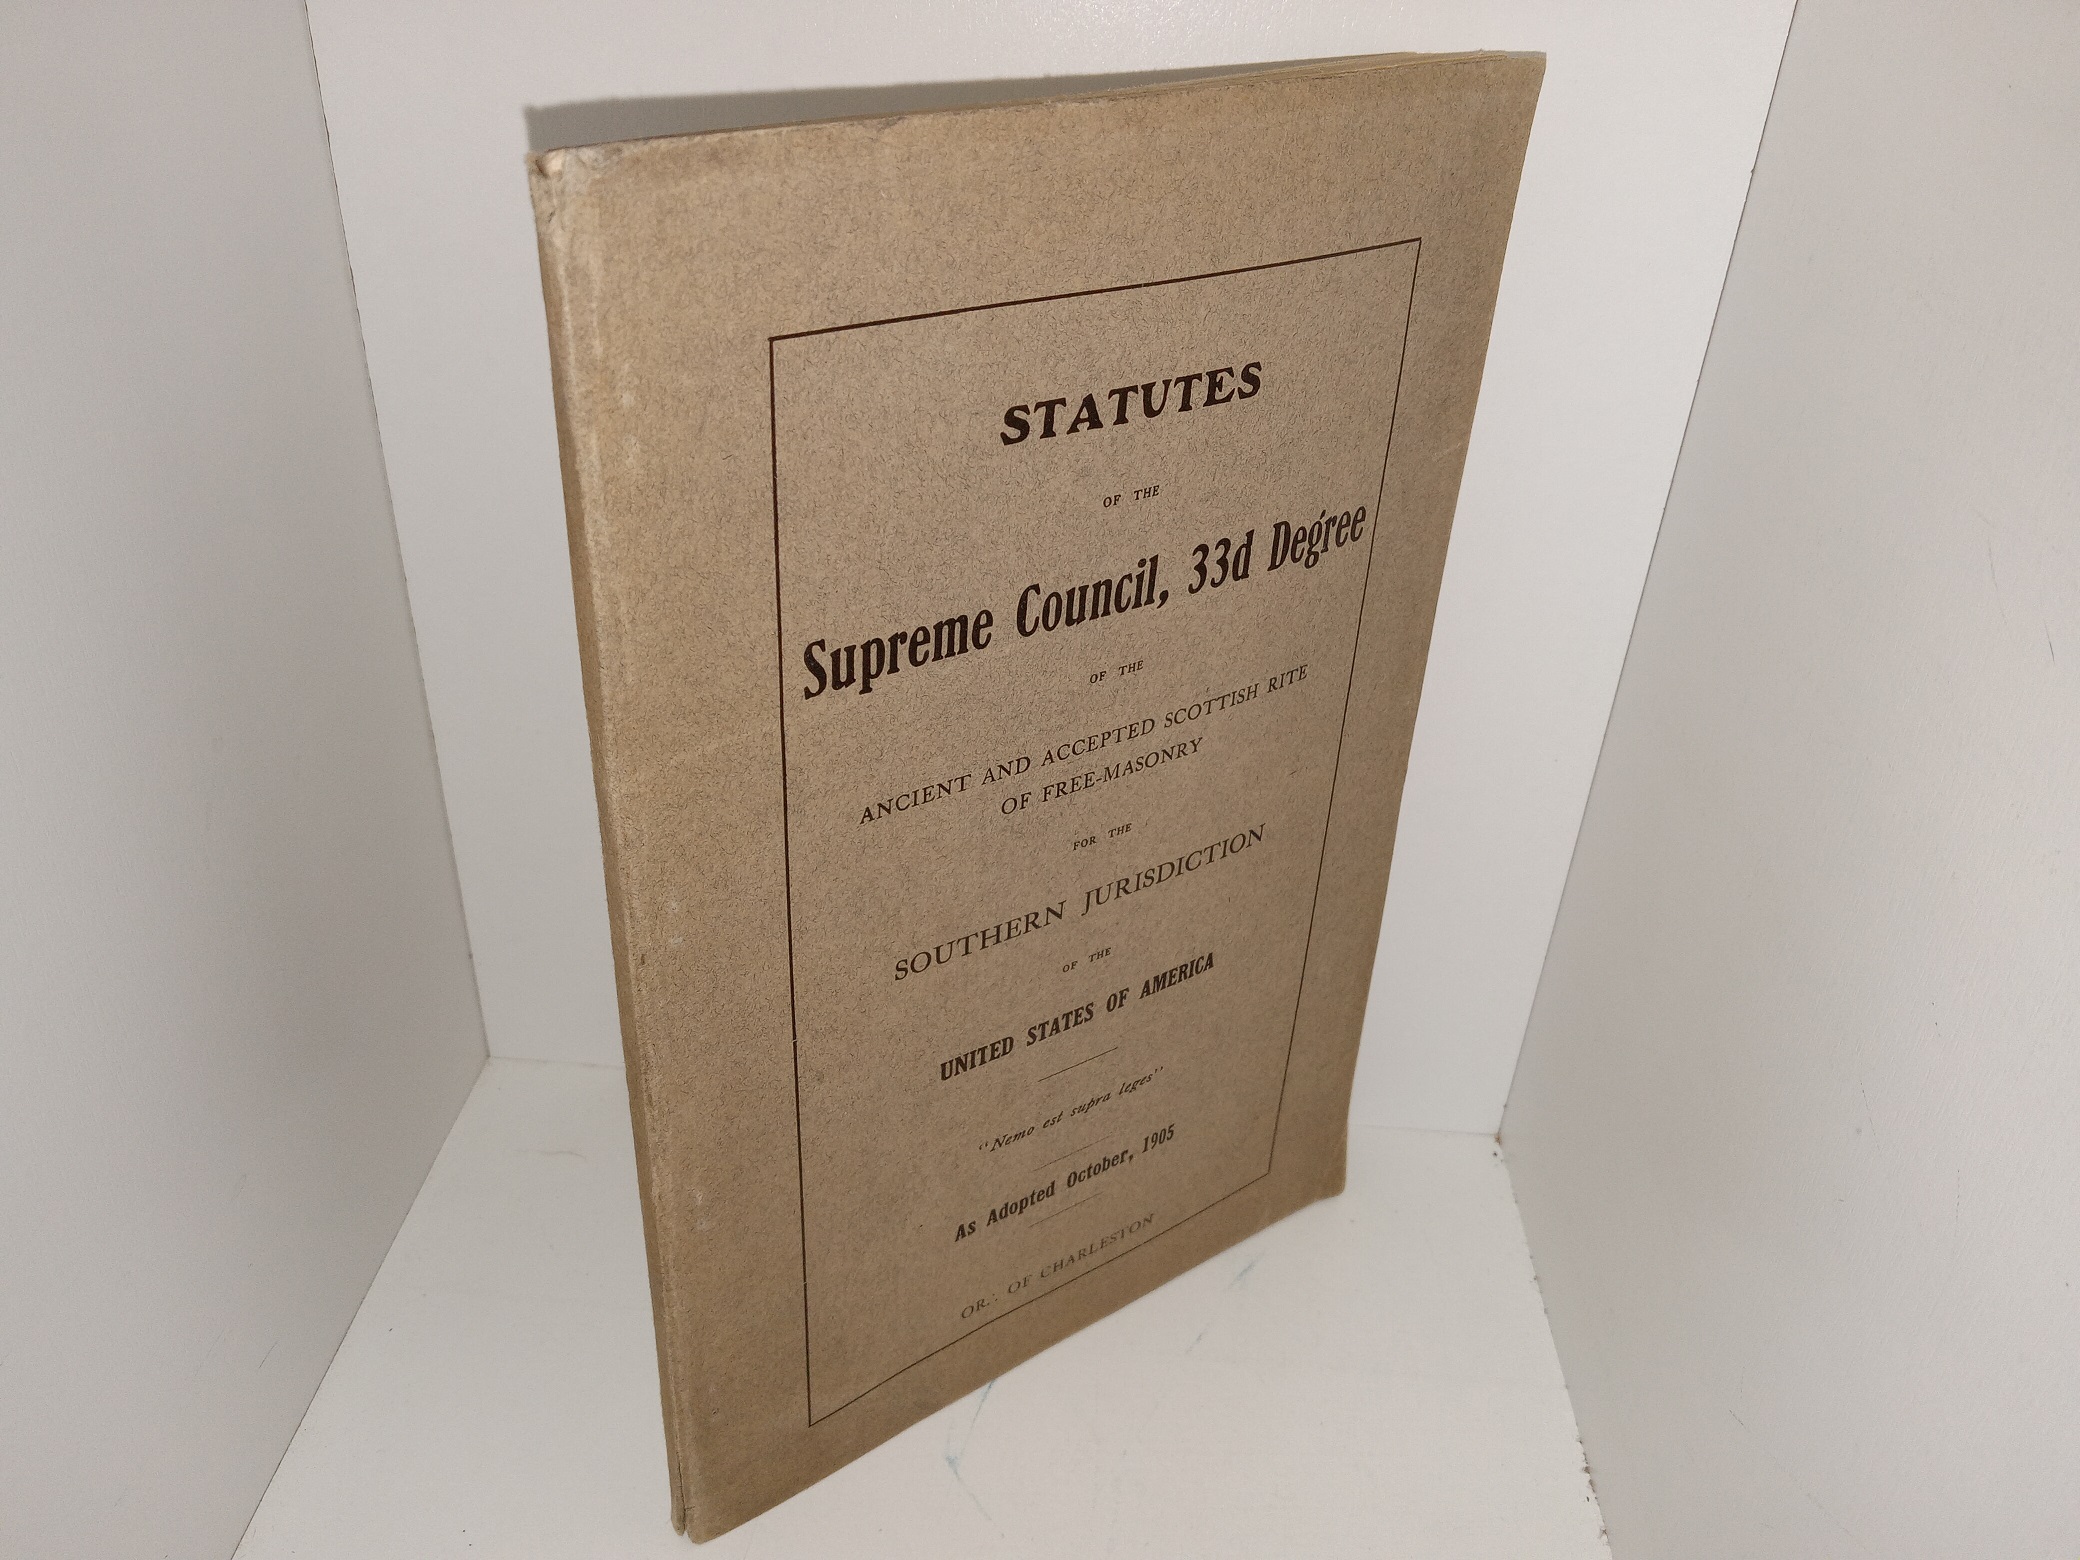 STATUTES
OF THE
Supreme Council, 33d Degree
OF THE
ANCIENT AND ACCEPTED SCOTTISH RITE
OF FREE-MASONRY
FOR THE
SOUTHERN JURISDICTION
OF THE
UNITED STATES OF AMERICA
"Nemo est supra leges"
As Adopted October, 1905
OR∴ OF CHARLESTON